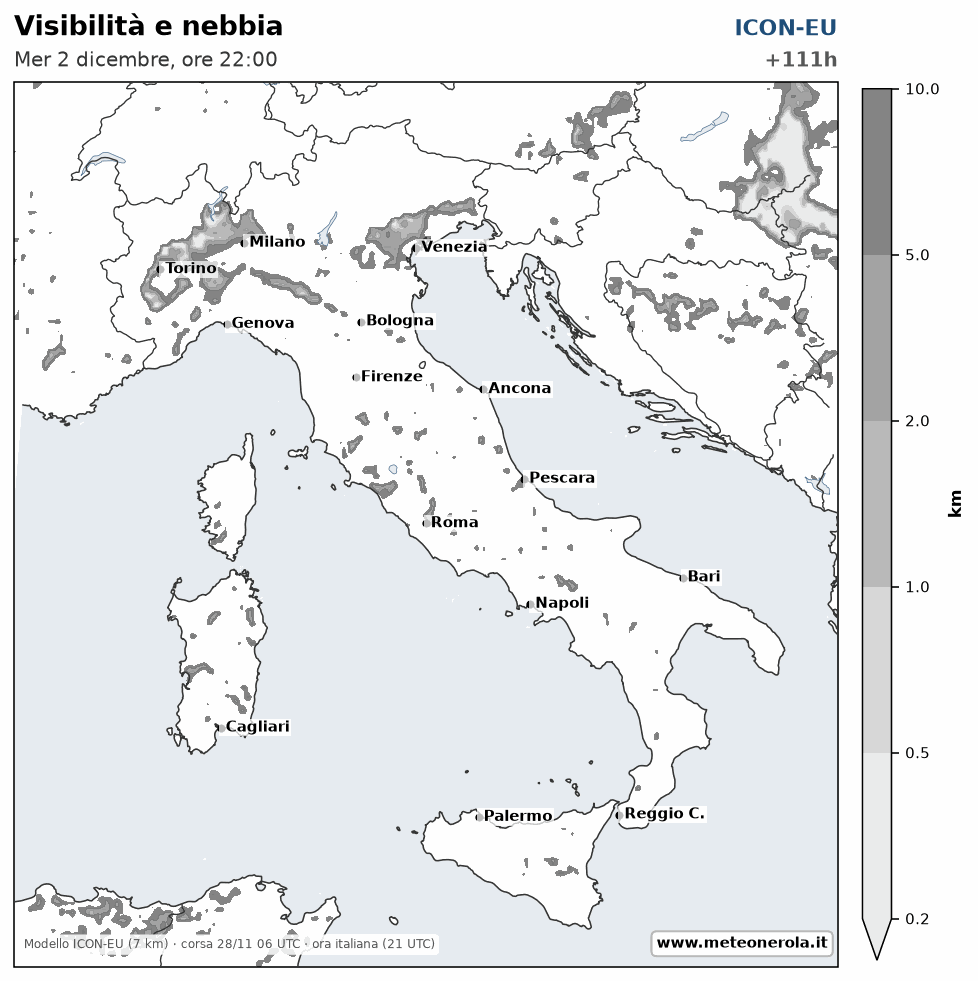 Visibilità e nebbia
ICON-EU
Mer 2 dicembre, ore 22:00
+111h
10.0
5.0
2.0
1.0
0.5
0.2
km
Milano
Venezia
Torino
Genova
Bologna
Firenze
Ancona
Pescara
Roma
Bari
Napoli
Cagliari
Palermo
Reggio C.
Modello ICON-EU (7 km) · corsa 28/11 06 UTC · ora italiana (21 UTC)
www.meteonerola.it